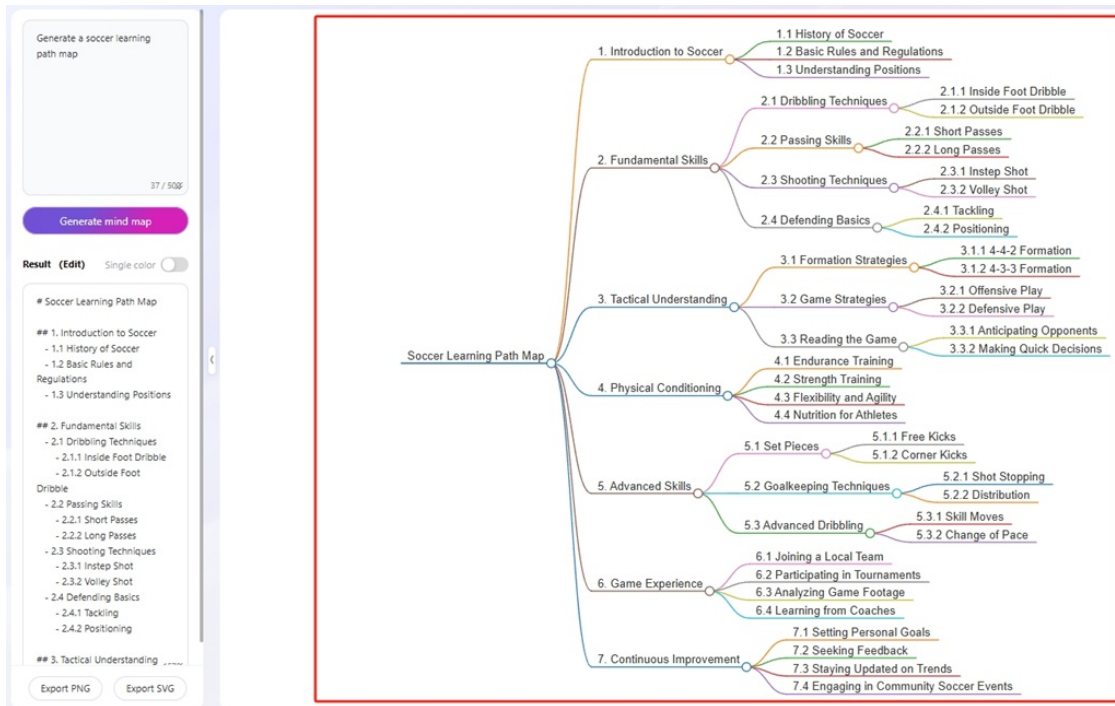 Generate a soccer learning
path map
37 / 500
Generate mind map
Result (Edit) Single color
# Soccer Learning Path Map
## 1. Introduction to Soccer
- 1.1 History of Soccer
- 1.2 Basic Rules and
Regulations
- 1.3 Understanding Positions
## 2. Fundamental Skills
- 2.1 Dribbling Techniques
- 2.1.1 Inside Foot Dribble
- 2.1.2 Outside Foot
Dribble
- 2.2 Passing Skills
- 2.2.1 Short Passes
- 2.2.2 Long Passes
- 2.3 Shooting Techniques
- 2.3.1 Instep Shot
- 2.3.2 Volley Shot
- 2.4 Defending Basics
- 2.4.1 Tackling
- 2.4.2 Positioning
## 3. Tactical Understanding
Export PNG Export SVG
Soccer Learning Path Map
1. Introduction to Soccer
1.1 History of Soccer
1.2 Basic Rules and Regulations
1.3 Understanding Positions
2. Fundamental Skills
2.1 Dribbling Techniques
2.1.1 Inside Foot Dribble
2.1.2 Outside Foot Dribble
2.2 Passing Skills
2.2.1 Short Passes
2.2.2 Long Passes
2.3 Shooting Techniques
2.3.1 Instep Shot
2.3.2 Volley Shot
2.4 Defending Basics
2.4.1 Tackling
2.4.2 Positioning
3. Tactical Understanding
3.1 Formation Strategies
3.1.1 4-4-2 Formation
3.1.2 4-3-3 Formation
3.2 Game Strategies
3.2.1 Offensive Play
3.2.2 Defensive Play
3.3 Reading the Game
3.3.1 Anticipating Opponents
3.3.2 Making Quick Decisions
4. Physical Conditioning
4.1 Endurance Training
4.2 Strength Training
4.3 Flexibility and Agility
4.4 Nutrition for Athletes
5. Advanced Skills
5.1 Set Pieces
5.1.1 Free Kicks
5.1.2 Corner Kicks
5.2 Goalkeeping Techniques
5.2.1 Shot Stopping
5.2.2 Distribution
5.3 Advanced Dribbling
5.3.1 Skill Moves
5.3.2 Change of Pace
6. Game Experience
6.1 Joining a Local Team
6.2 Participating in Tournaments
6.3 Analyzing Game Footage
6.4 Learning from Coaches
7. Continuous Improvement
7.1 Setting Personal Goals
7.2 Seeking Feedback
7.3 Staying Updated on Trends
7.4 Engaging in Community Soccer Events